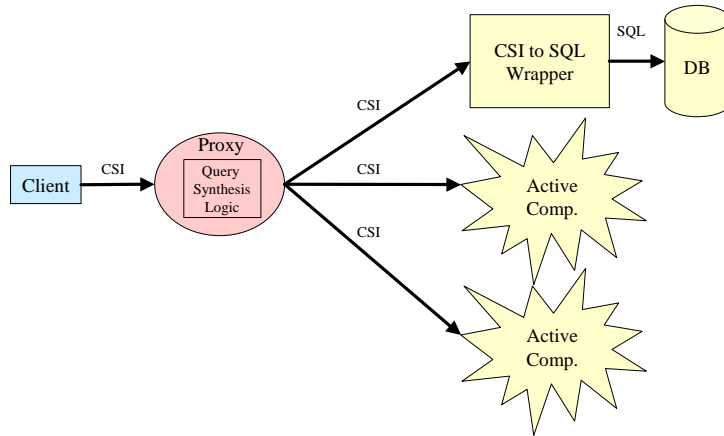 SQL
CSI to SQL
Wrapper
DB
CSI
Proxy
CSI
CSI
Query
Synthesis
Logic
Client
Active
Comp.
CSI
Active
Comp.